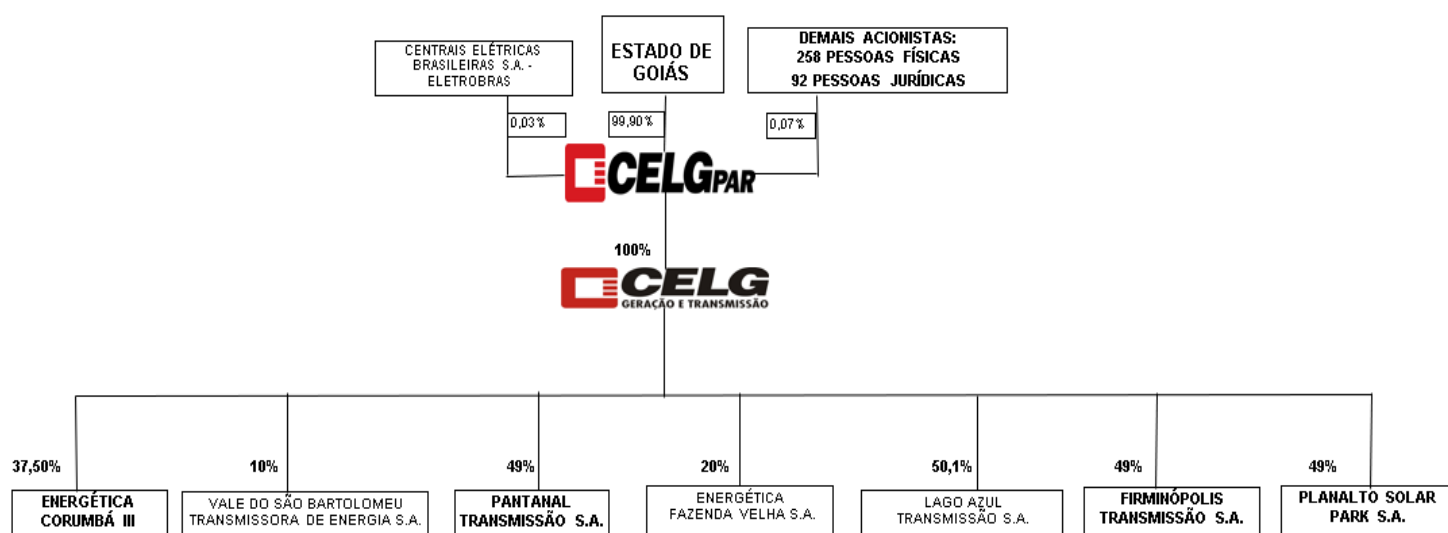 CENTRAIS ELÉTRICAS
BRASILEIRAS S.A. -
ELETROBRAS
ESTADO DE
GOIÁS
DEMAIS ACIONISTAS:
258 PESSOAS FÍSICAS
92 PESSOAS JURÍDICAS
0,03%
99,90%
0,07%
CELGPAR
100%
CELG
GERAÇÃO E TRANSMISSÃO
37,50%
10%
49%
20%
50,1%
49%
49%
ENERGÉTICA
CORUMBÁ III
VALE DO SÃO BARTOLOMEU
TRANSMISSORA DE ENERGIA S.A.
PANTANAL
TRANSMISSÃO S.A.
ENERGÉTICA
FAZENDA VELHA S.A.
LAGO AZUL
TRANSMISSÃO S.A.
FIRMINÓPOLIS
TRANSMISSÃO S.A.
PLANALTO SOLAR
PARK S.A.